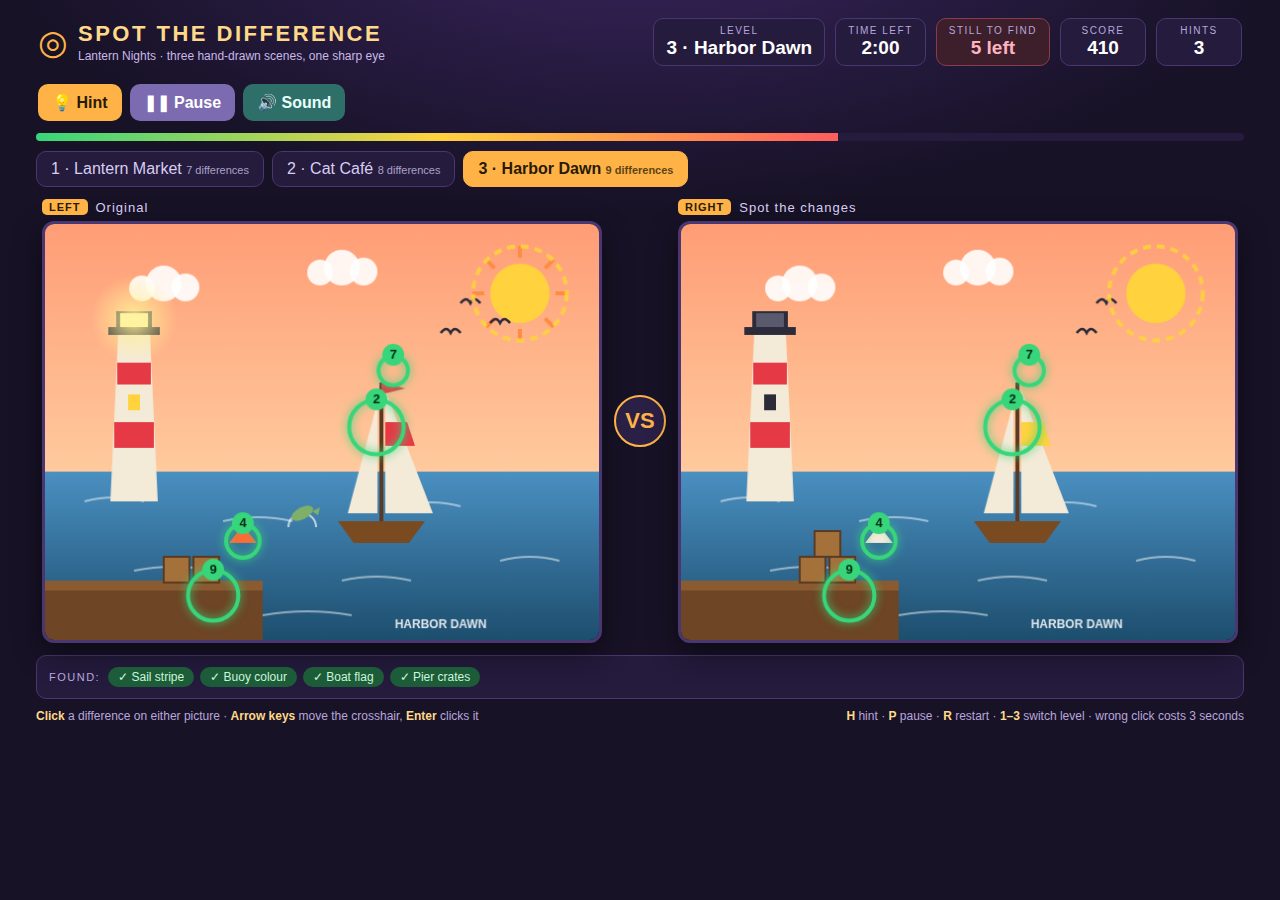 SPOT THE DIFFERENCE
Lantern Nights · three hand-drawn scenes, one sharp eye
LEVEL
3 · Harbor Dawn
TIME LEFT
2:00
STILL TO FIND
5 left
SCORE
410
HINTS
3
💡 Hint
❚❚ Pause
🔊 Sound
1 · Lantern Market 7 differences
2 · Cat Café 8 differences
3 · Harbor Dawn 9 differences
LEFT Original
RIGHT Spot the changes
7
2
4
9
HARBOR DAWN
VS
7
2
4
9
HARBOR DAWN
FOUND: ✓ Sail stripe ✓ Buoy colour ✓ Boat flag ✓ Pier crates
Click a difference on either picture · Arrow keys move the crosshair, Enter clicks it
H hint · P pause · R restart · 1–3 switch level · wrong click costs 3 seconds